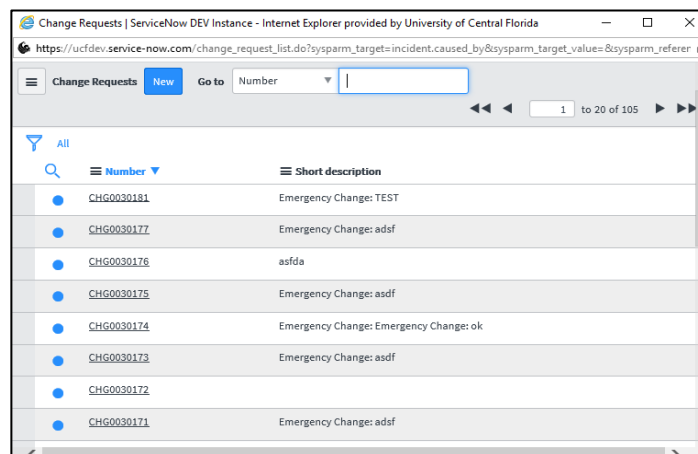 Change Requests | ServiceNow DEV Instance - Internet Explorer provided by University of Central Florida
https://ucfdev.service-now.com/change_request_list.do?sysparm_target=incident.caused_by&sysparm_target_value=&sysparm_referer
Change Requests New Go to Number
1 to 20 of 105
All
Number Short description
CHG0030181 Emergency Change: TEST
CHG0030177 Emergency Change: adsf
CHG0030176 asfda
CHG0030175 Emergency Change: asdf
CHG0030174 Emergency Change: Emergency Change: ok
CHG0030173 Emergency Change: asdf
CHG0030172
CHG0030171 Emergency Change: adsf